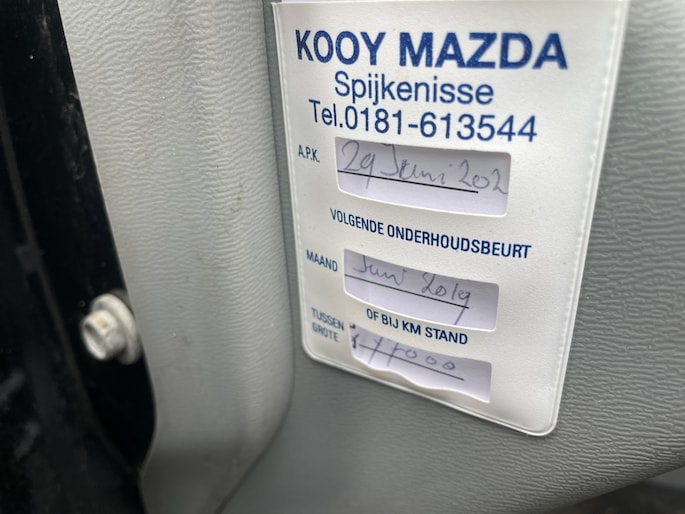 KOOY MAZDA
Spijkenisse
Tel.0181-613544
A.P.K. 29 Juni 202
VOLGENDE ONDERHOUDSBEURT
MAAND Juni 2019
OF BIJ KM STAND
TUSSEN
GROTE